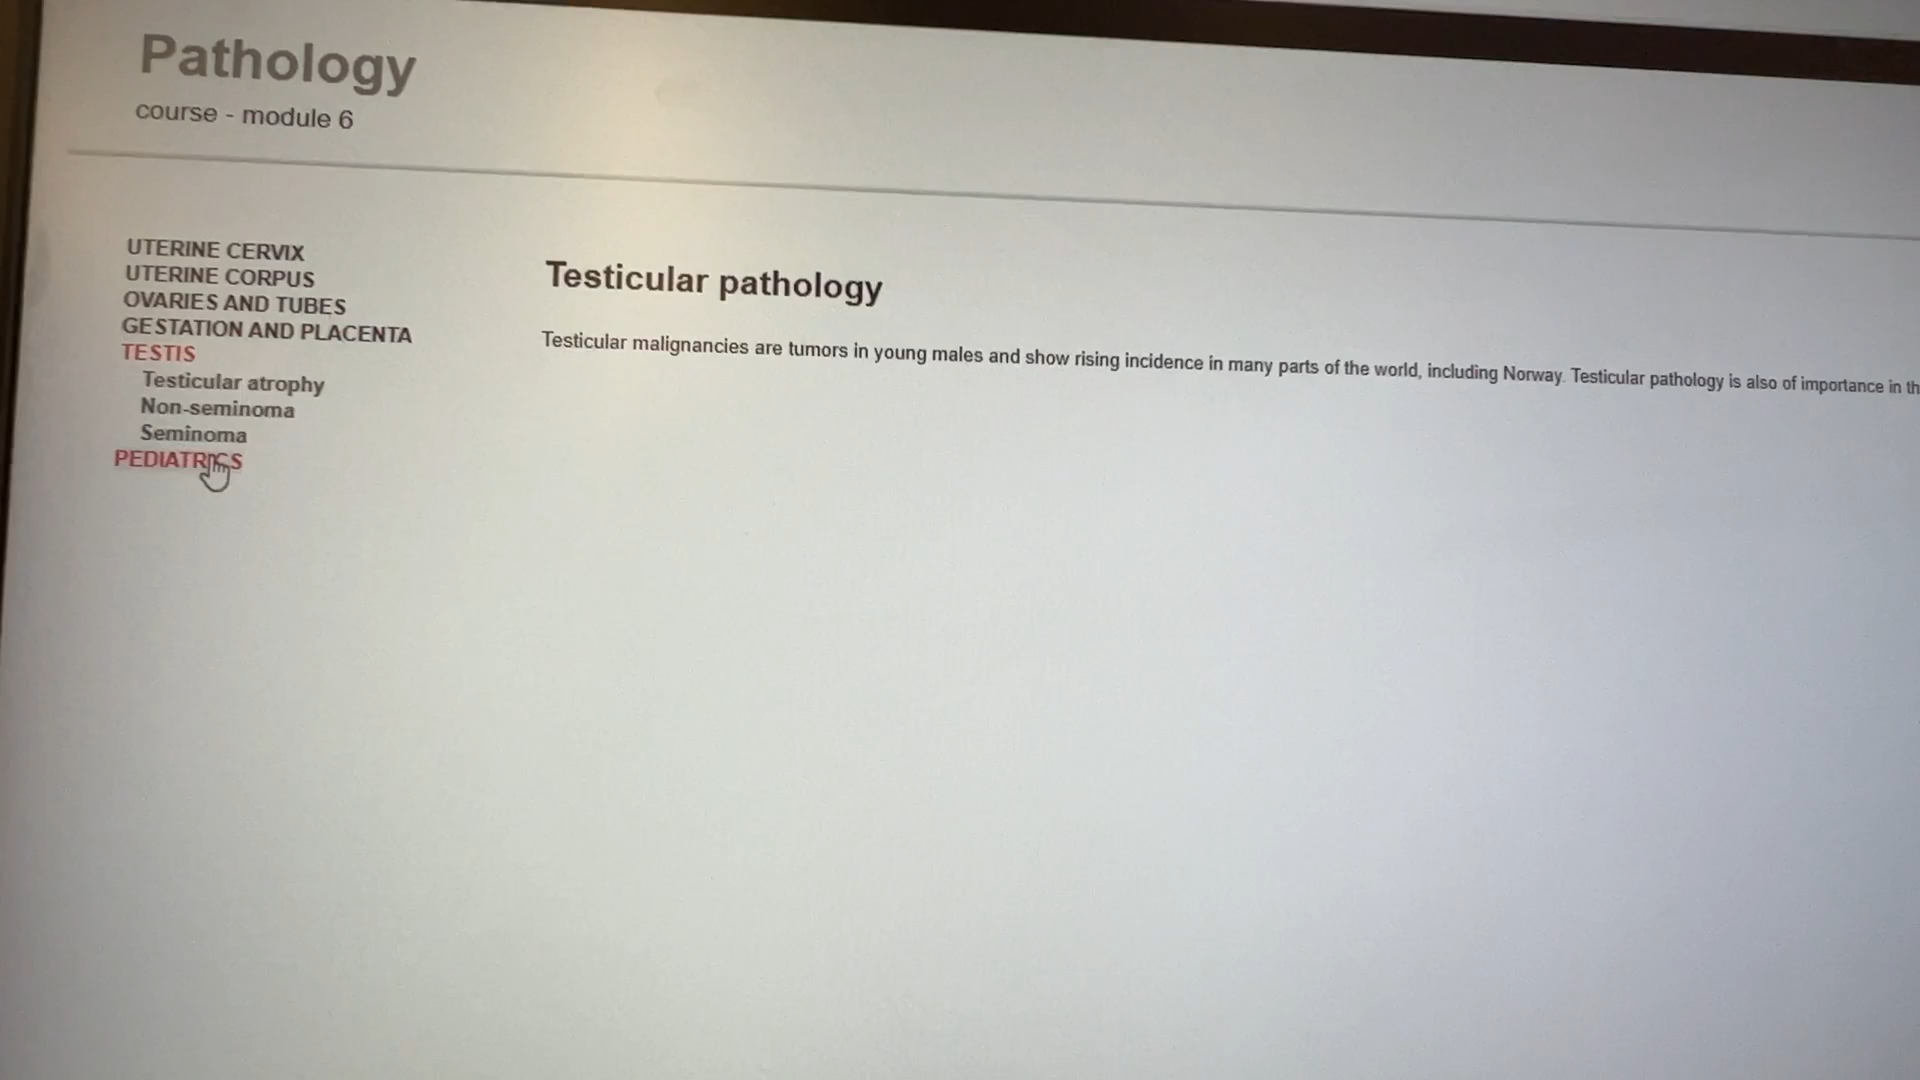 Pathology
course - module 6
UTERINE CERVIX
UTERINE CORPUS
OVARIES AND TUBES
GESTATION AND PLACENTA
TESTIS
Testicular atrophy
Non-seminoma
Seminoma
PEDIATRICS
Testicular pathology
Testicular malignancies are tumors in young males and show rising incidence in many parts of the world, including Norway. Testicular pathology is also of importance in th